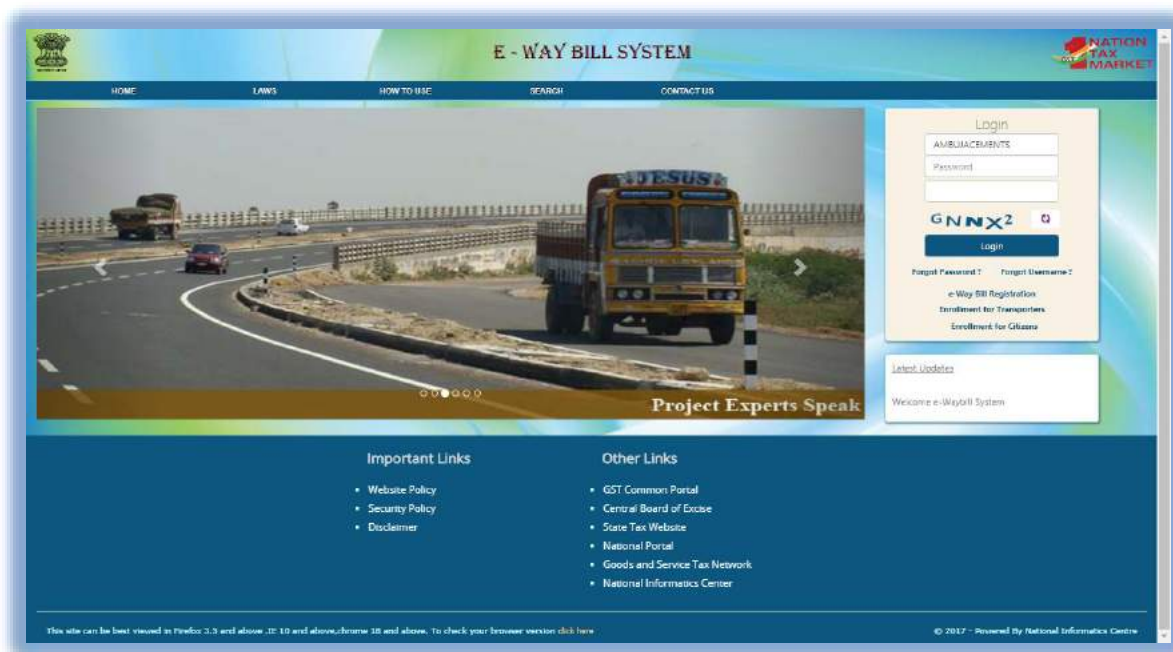 E - WAY BILL SYSTEM
GST
NATION
TAX
MARKET
HOME
LAWS
HOW TO USE
SEARCH
CONTACT US
JESUS
Project Experts Speak
Login
AMBUJACEMENTS
Password
GNNX2
Login
Forgot Password ? Forgot Username ?
e-Way Bill Registration
Enrollment for Transporters
Enrollment for Citizens
Latest Updates
Welcome e-Waybill System
Important Links
• Website Policy
• Security Policy
• Disclaimer
Other Links
• GST Common Portal
• Central Board of Excise
• State Tax Website
• National Portal
• Goods and Service Tax Network
• National Informatics Center
This site can be best viewed in Firefox 3.5 and above ,IE 10 and above,chrome 18 and above. To check your browser version click here
© 2017 - Powered By National Informatics Centre